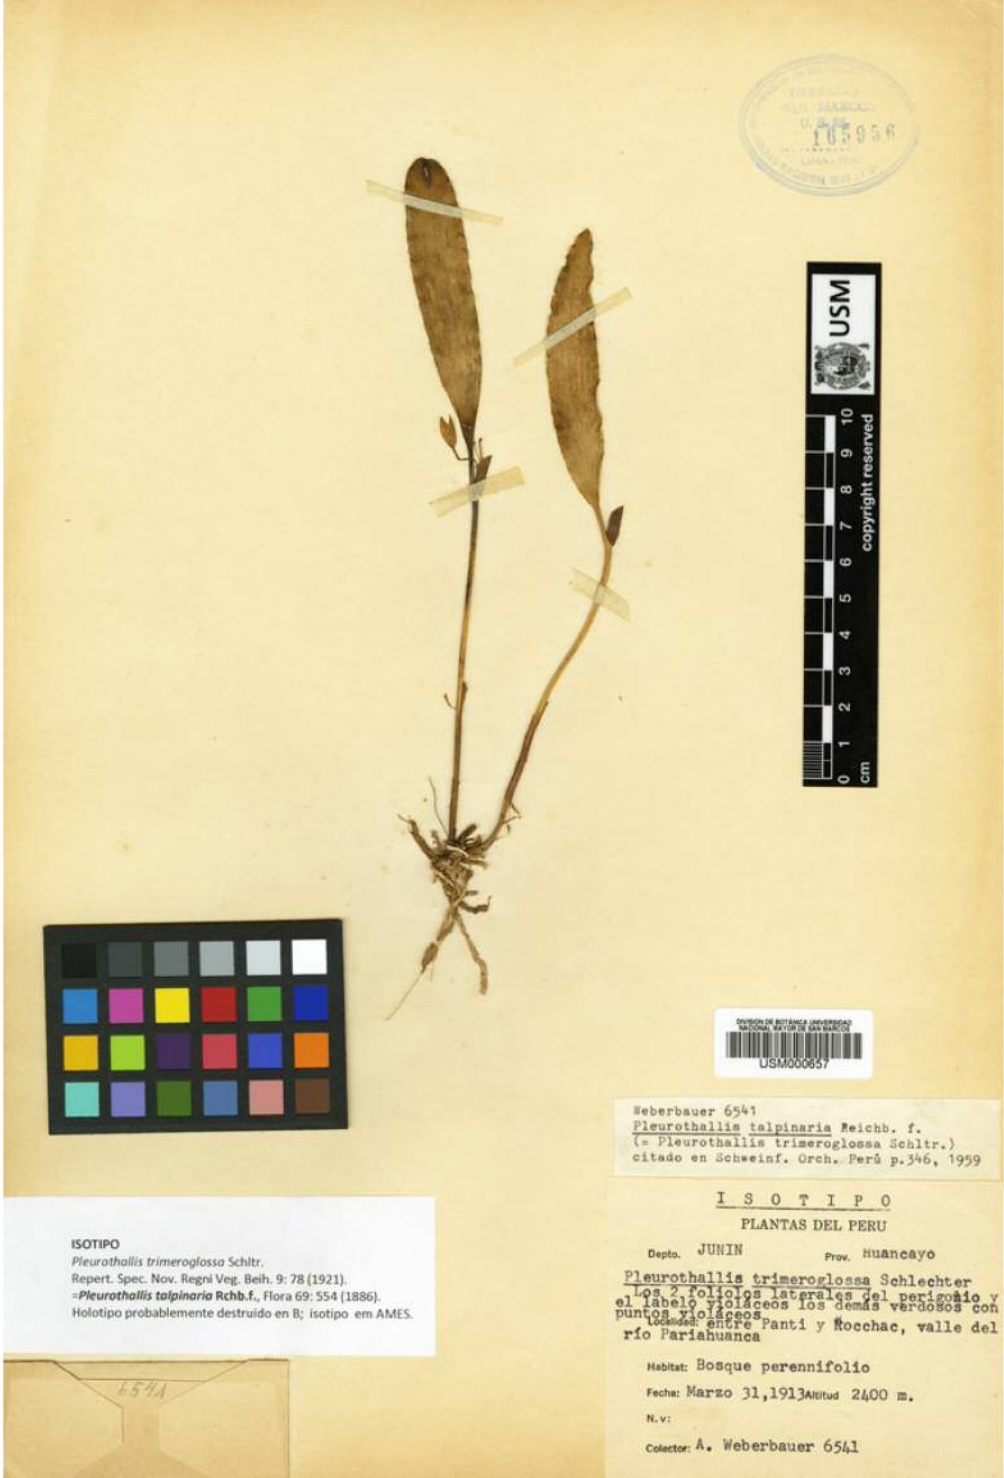 HERBARIO
SAN MARCOS
U.S.M.
165956
LIMA - PERU
USM
copyright reserved
0 1 2 3 4 5 6 7 8 9 10
cm
DIVISION DE BOTANICA UNIVERSIDAD
NACIONAL MAYOR DE SAN MARCOS
USM000657
Weberbauer 6541
Pleurothallis talpinaria Reichb. f.
(= Pleurothallis trimeroglossa Schltr.)
citado en Schweinf. Orch. Perú p.346, 1959
ISOTIPO
PLANTAS DEL PERU
Depto. JUNIN Prov. Huancayo
Pleurothallis trimeroglossa Schlechter
Los 2 foliolos laterales del perigonio y
el labelo violáceos los demás verdosos con
puntos violáceos
Localidad: entre Panti y Rocchac, valle del
río Pariahuanca
Habitat: Bosque perennifolio
Fecha: Marzo 31,1913 Altitud 2400 m.
N.v:
Colector: A. Weberbauer 6541
ISOTIPO
Pleurothallis trimeroglossa Schltr.
Repert. Spec. Nov. Regni Veg. Beih. 9: 78 (1921).
=Pleurothallis talpinaria Rchb.f., Flora 69: 554 (1886).
Holotipo probablemente destruido en B; isotipo em AMES.
6541